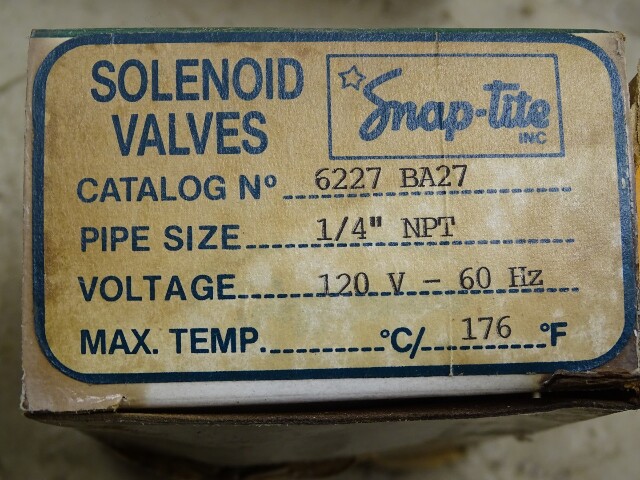 SOLENOID
VALVES
Snap-tite
INC
CATALOG Nº 6227 BA27
PIPE SIZE 1/4" NPT
VOLTAGE 120 V - 60 Hz
MAX. TEMP. °C/ 176 °F